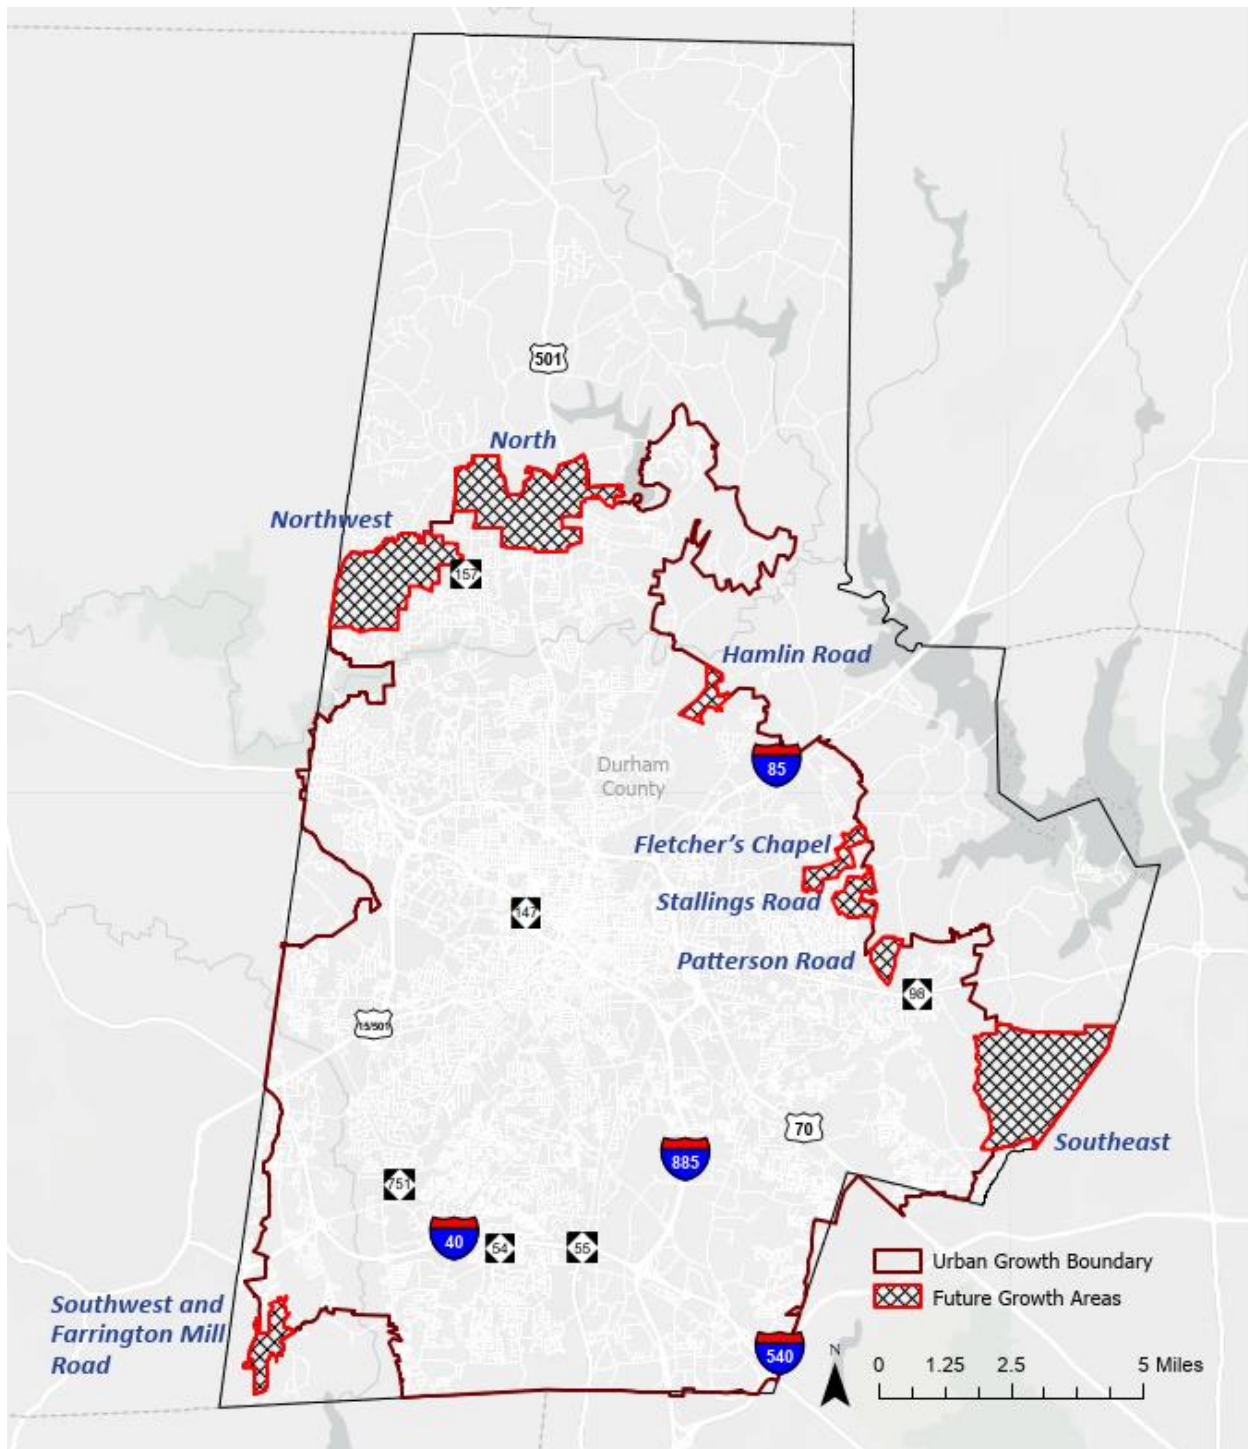 501
North
Northwest
157
Hamlin Road
Durham
County
85
Fletcher's Chapel
Stallings Road
147
Patterson Road
98
15/501
70
Southeast
885
751
40
54
55
Urban Growth Boundary
Future Growth Areas
Southwest and
Farrington Mill
Road
540
N
0 1.25 2.5 5 Miles